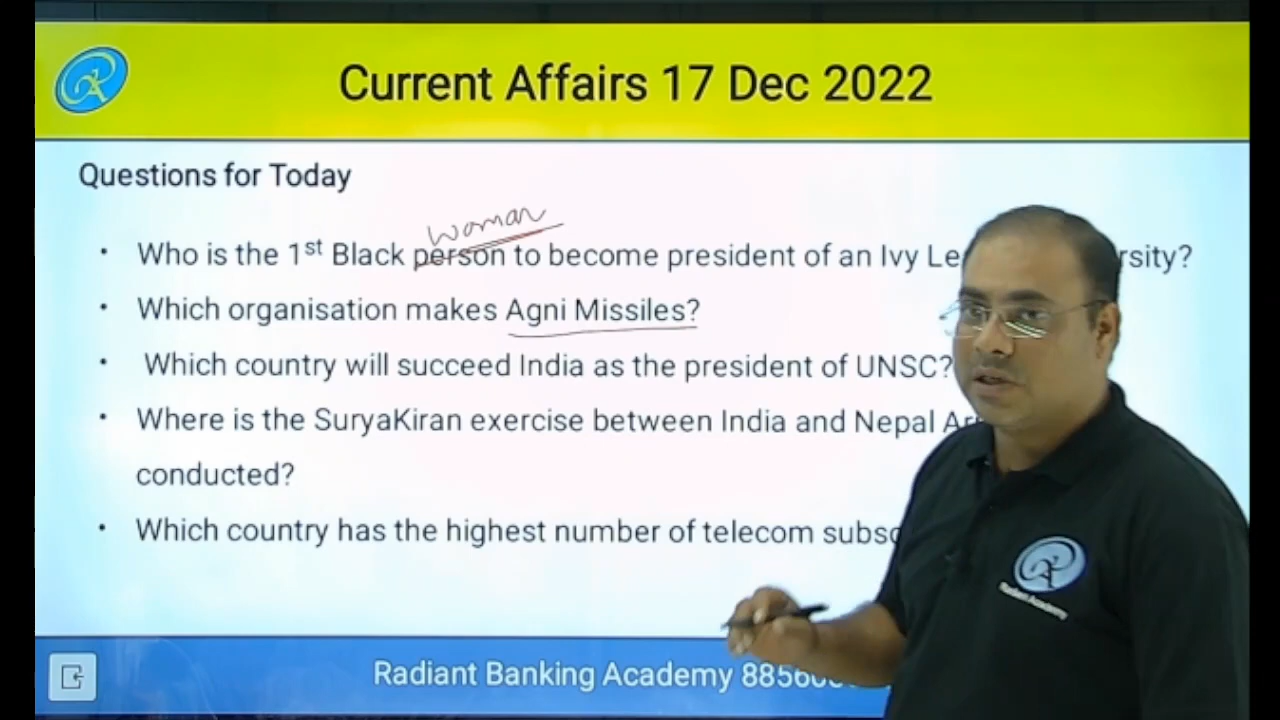 Current Affairs 17 Dec 2022
Questions for Today
woman
• Who is the 1st Black person to become president of an Ivy Le rsity?
• Which organisation makes Agni Missiles?
• Which country will succeed India as the president of UNSC?
• Where is the SuryaKiran exercise between India and Nepal Ar
conducted?
• Which country has the highest number of telecom subsc
Radiant Banking Academy 88560
Radiant Academy